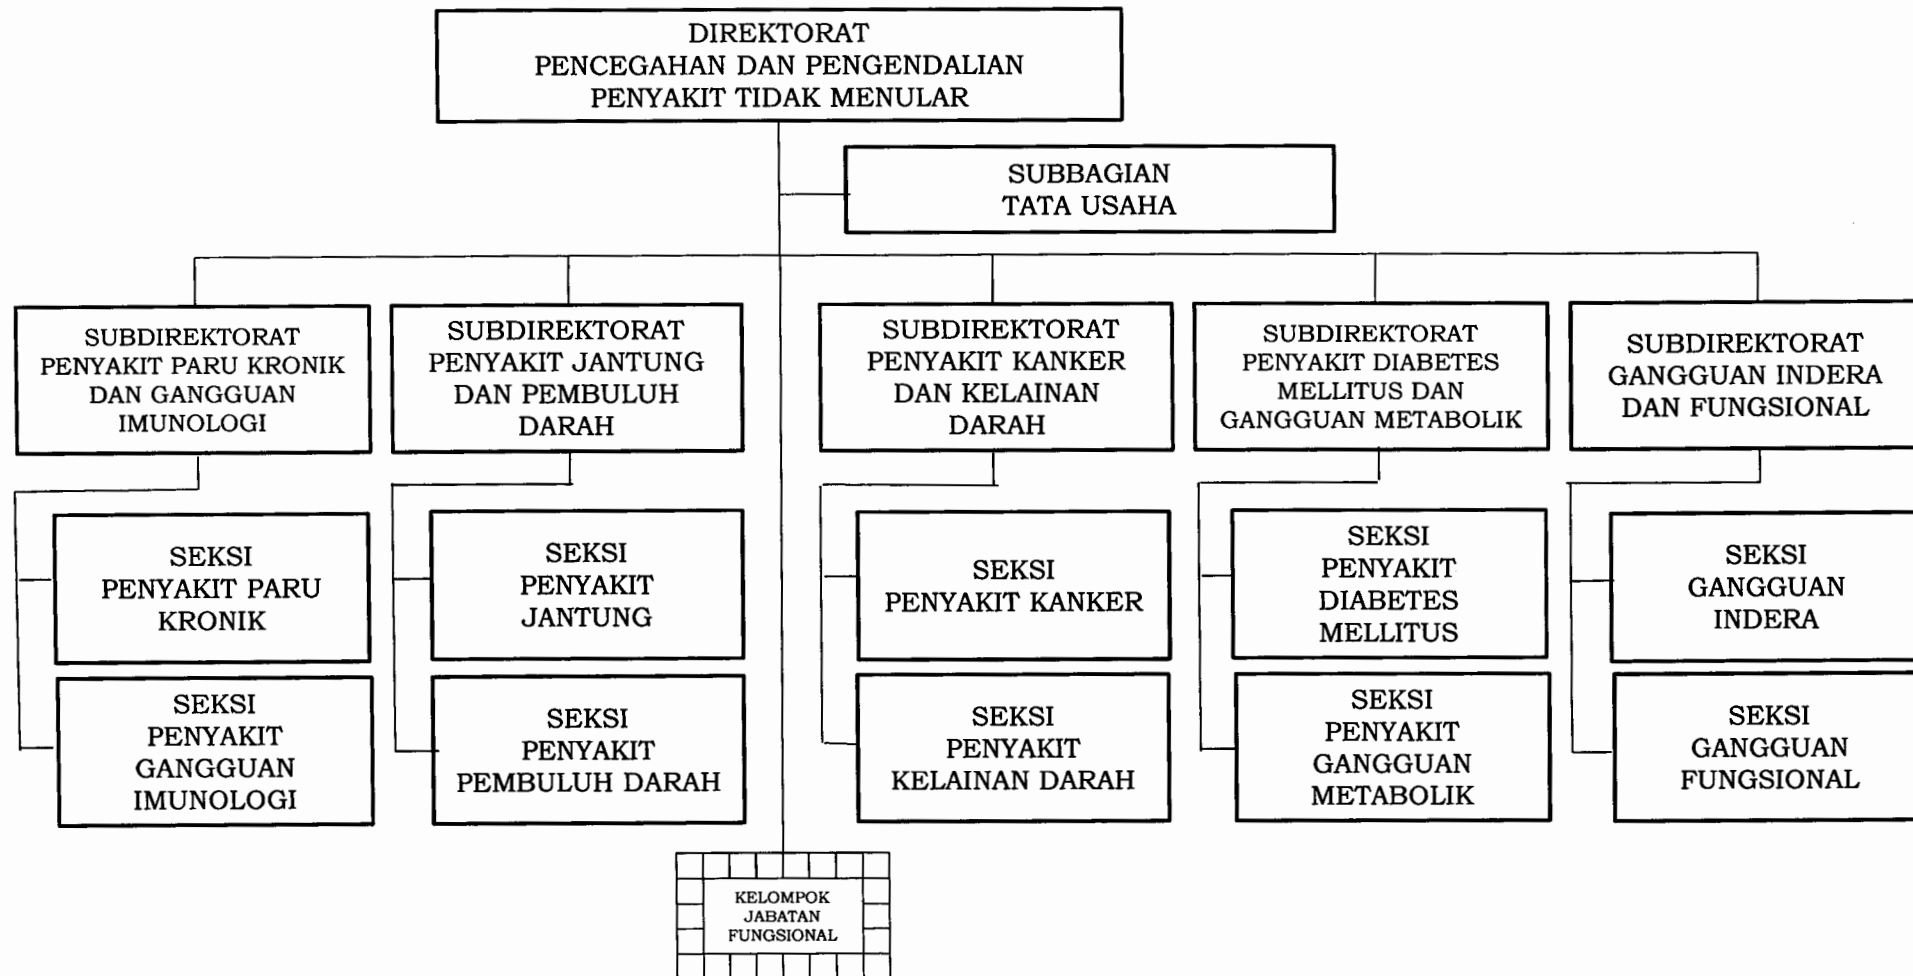 DIREKTORAT
PENCEGAHAN DAN PENGENDALIAN
PENYAKIT TIDAK MENULAR
SUBBAGIAN
TATA USAHA
SUBDIREKTORAT
PENYAKIT PARU KRONIK
DAN GANGGUAN
IMUNOLOGI
SUBDIREKTORAT
PENYAKIT JANTUNG
DAN PEMBULUH
DARAH
SUBDIREKTORAT
PENYAKIT KANKER
DAN KELAINAN
DARAH
SUBDIREKTORAT
PENYAKIT DIABETES
MELLITUS DAN
GANGGUAN METABOLIK
SUBDIREKTORAT
GANGGUAN INDERA
DAN FUNGSIONAL
SEKSI
PENYAKIT PARU
KRONIK
SEKSI
PENYAKIT
JANTUNG
SEKSI
PENYAKIT KANKER
SEKSI
PENYAKIT
DIABETES
MELLITUS
SEKSI
GANGGUAN
INDERA
SEKSI
PENYAKIT
GANGGUAN
IMUNOLOGI
SEKSI
PENYAKIT
PEMBULUH DARAH
SEKSI
PENYAKIT
KELAINAN DARAH
SEKSI
PENYAKIT
GANGGUAN
METABOLIK
SEKSI
GANGGUAN
FUNGSIONAL
KELOMPOK
JABATAN
FUNGSIONAL